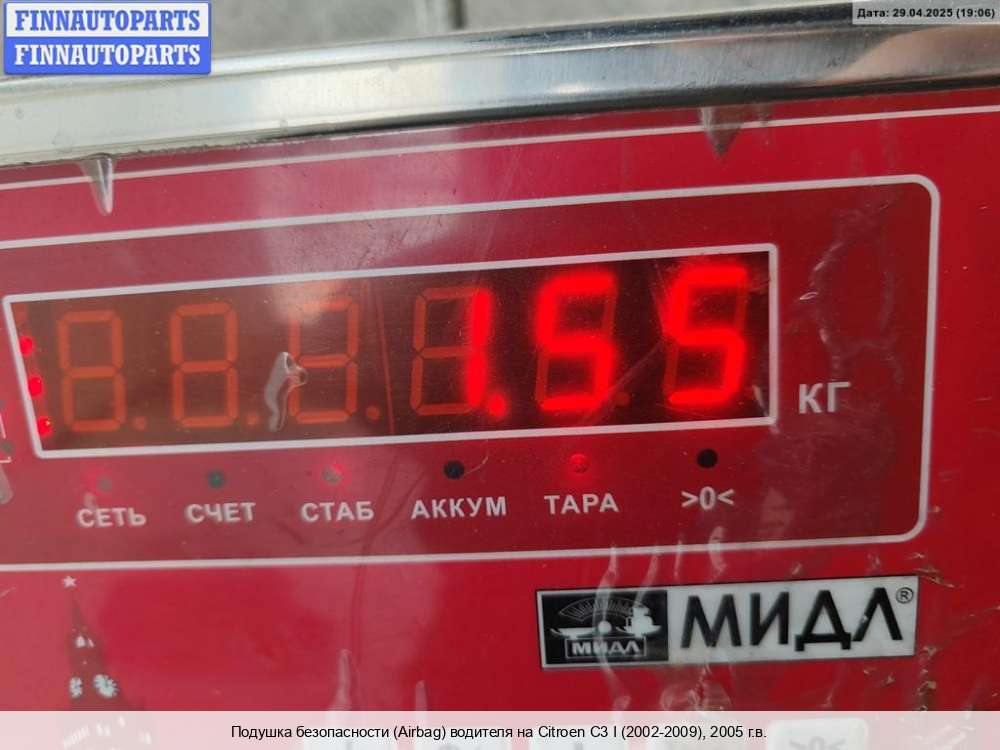 FINNAUTOPARTS
FINNAUTOPARTS
Дата: 29.04.2025 (19:06)
1.55
КГ
СЕТЬ СЧЕТ СТАБ АККУМ ТАРА >0<
МИДЛ МИДЛ®
Подушка безопасности (Airbag) водителя на Citroen C3 I (2002-2009), 2005 г.в.